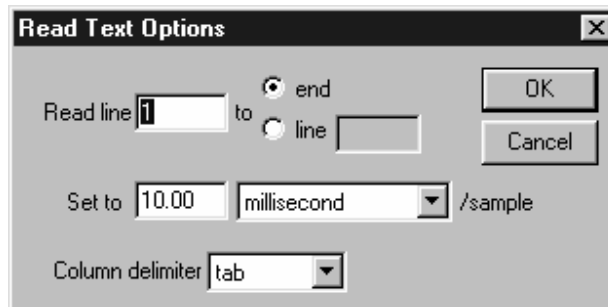 Read Text Options
Read line 1 to
end
line
OK
Cancel
Set to 10.00 millisecond /sample
Column delimiter tab